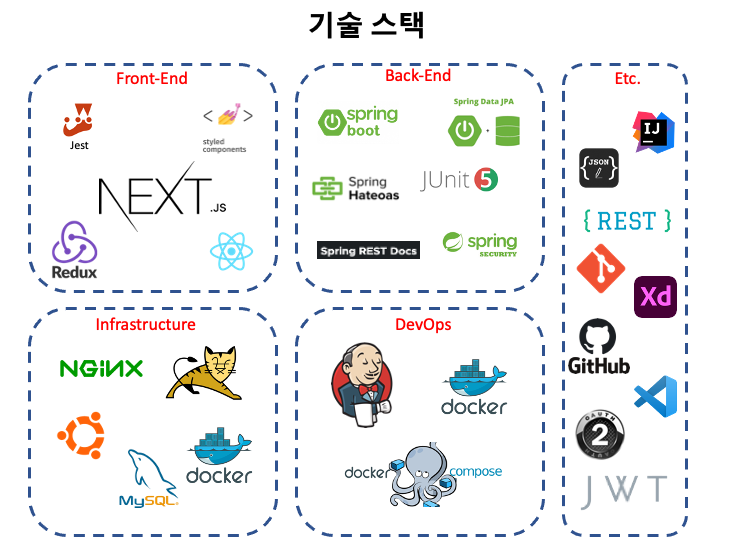 기술 스택
Front-End
Jest
< >
styled
components
NEXT.JS
Redux
Back-End
spring
boot
Spring Data JPA
Spring
Hateoas
JUnit 5
Spring REST Docs
spring
SECURITY
Etc.
IJ
{JSON}
{ REST }
Xd
GitHub
OAUTH
2
JWT
Infrastructure
NGINX
docker
MySQL
DevOps
docker
docker compose